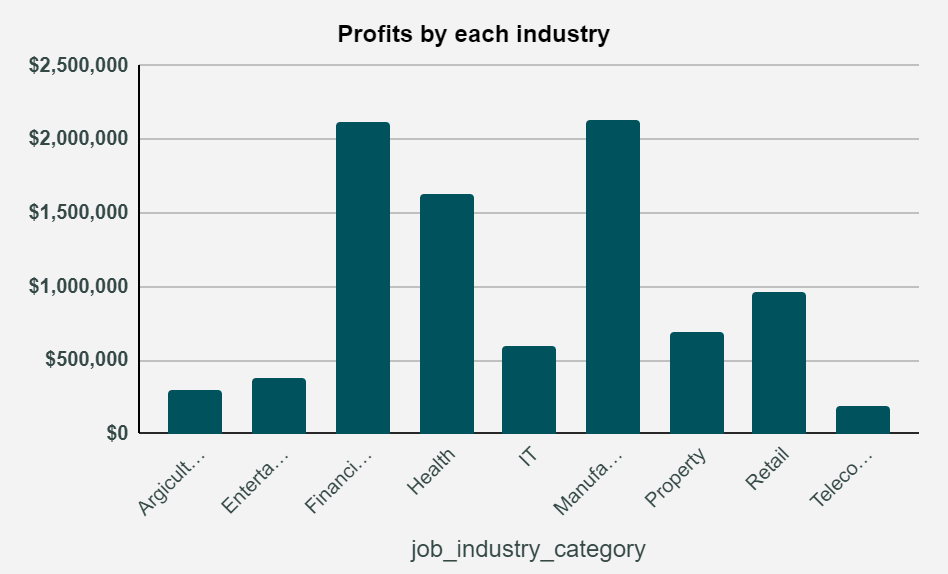 Profits by each industry
$2,500,000
$2,000,000
$1,500,000
$1,000,000
$500,000
$0
Argicult...
Enterta...
Financi...
Health
IT
Manufa...
Property
Retail
Teleco...
job_industry_category